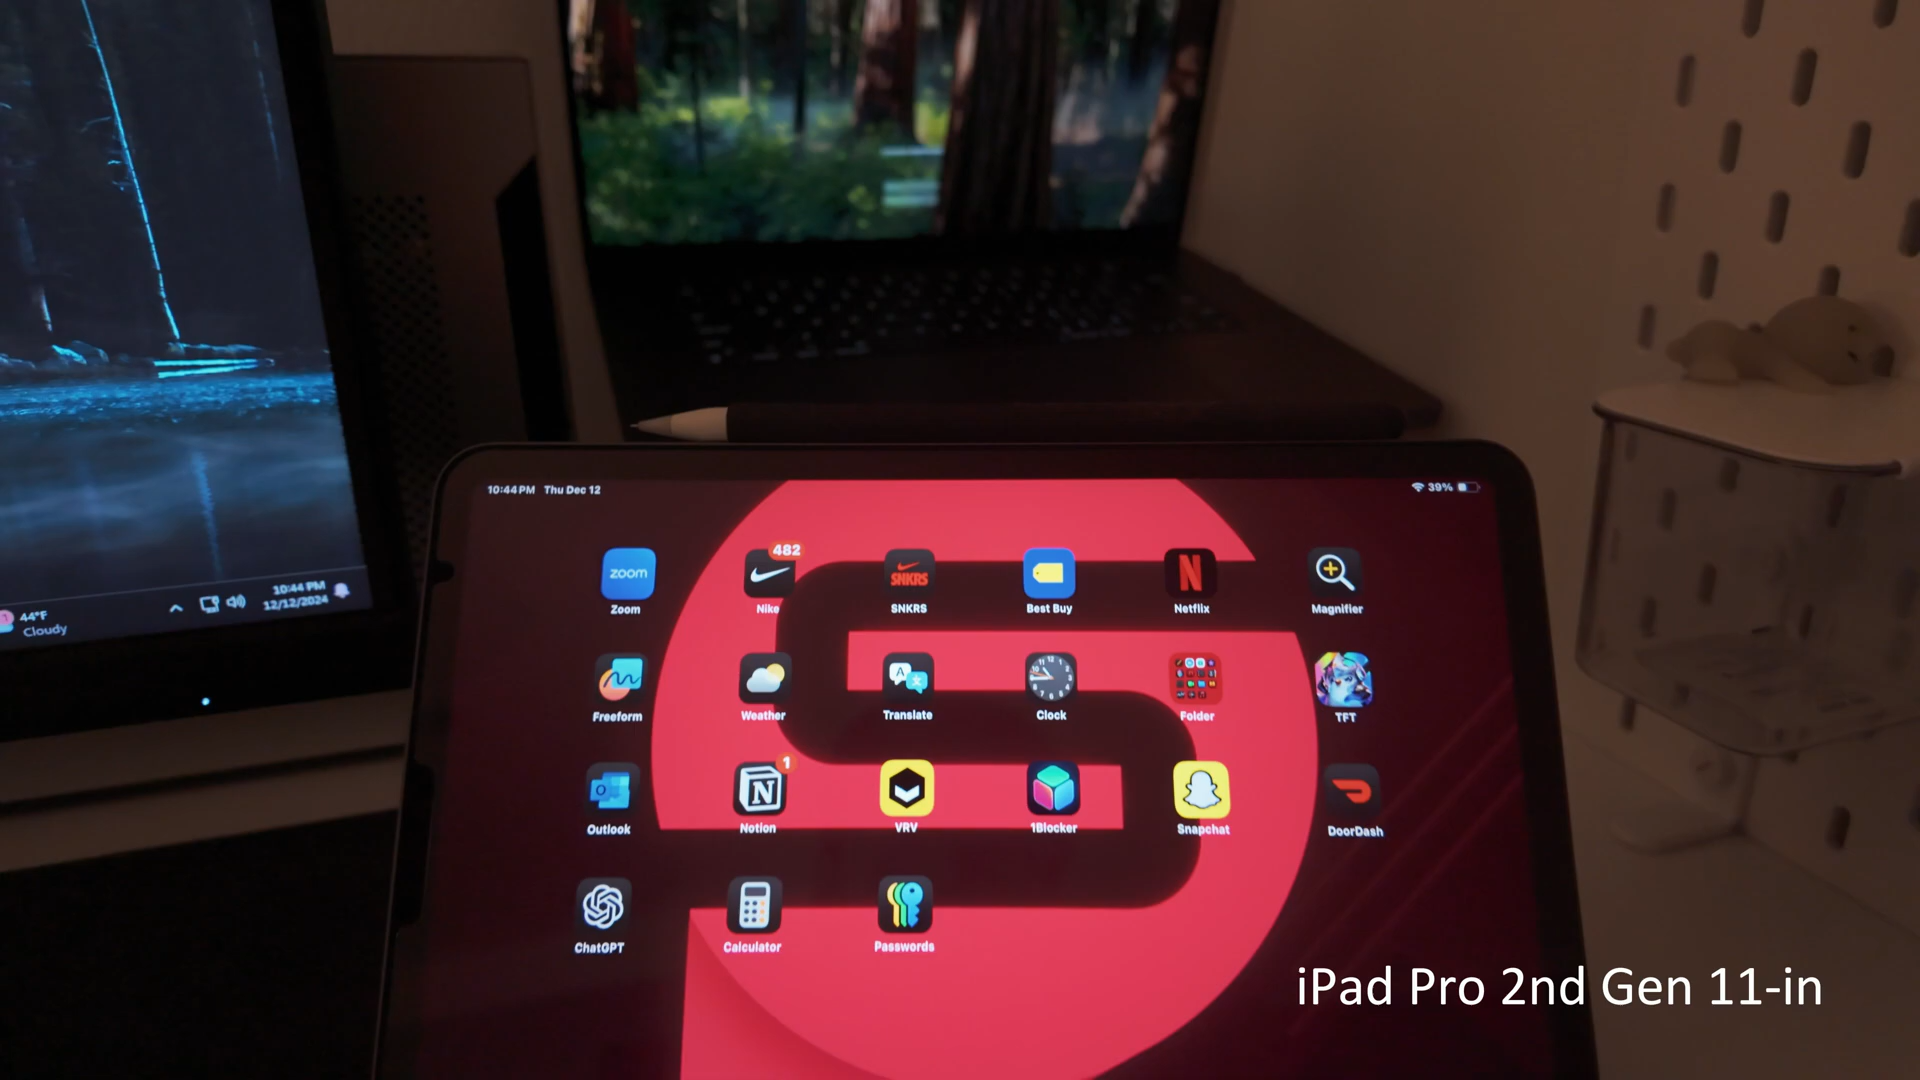 10:44 PM Thu Dec 12
39%
zoom
482
SNKRS
N
Zoom
Nike
SNKRS
Best Buy
Netflix
Magnifier
Freeform
Weather
Translate
Clock
Folder
TFT
1
N
Outlook
Notion
VRV
1Blocker
Snapchat
DoorDash
ChatGPT
Calculator
Passwords
44°F
Cloudy
10:44 PM
12/12/2024
iPad Pro 2nd Gen 11-in